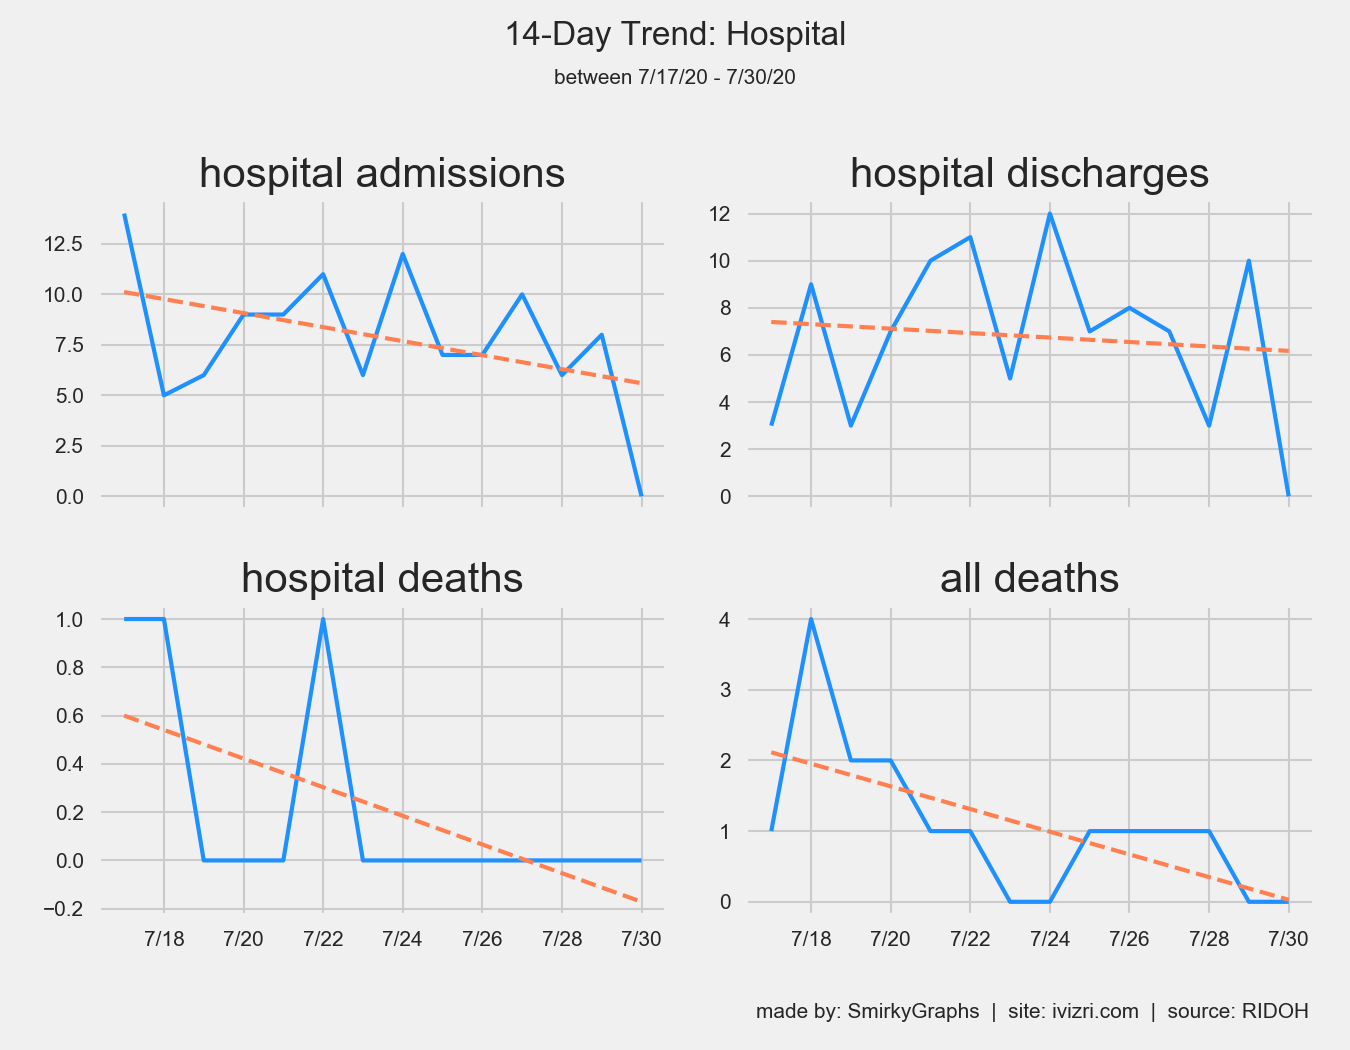 14-Day Trend: Hospital
between 7/17/20 - 7/30/20
hospital admissions
12.5
10.0
7.5
5.0
2.5
0.0
hospital discharges
12
10
8
6
4
2
0
hospital deaths
1.0
0.8
0.6
0.4
0.2
0.0
−0.2
7/18 7/20 7/22 7/24 7/26 7/28 7/30
all deaths
4
3
2
1
0
7/18 7/20 7/22 7/24 7/26 7/28 7/30
made by: SmirkyGraphs | site: ivizri.com | source: RIDOH